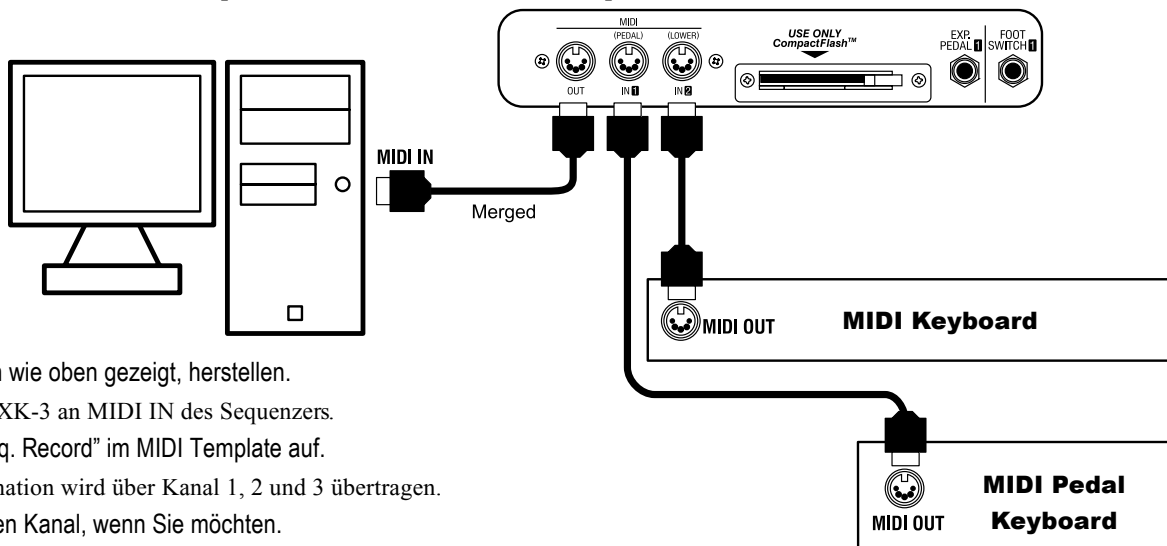 MIDI
(PEDAL) (LOWER)
OUT IN 1 IN 2
USE ONLY
CompactFlash™
EXP.
PEDAL 1
FOOT
SWITCH 1
MIDI IN
Merged
MIDI OUT
MIDI Keyboard
wie oben gezeigt, herstellen.
XK-3 an MIDI IN des Sequenzers.
q. Record” im MIDI Template auf.
nation wird über Kanal 1, 2 und 3 übertragen.
en Kanal, wenn Sie möchten.
MIDI OUT
MIDI Pedal
Keyboard